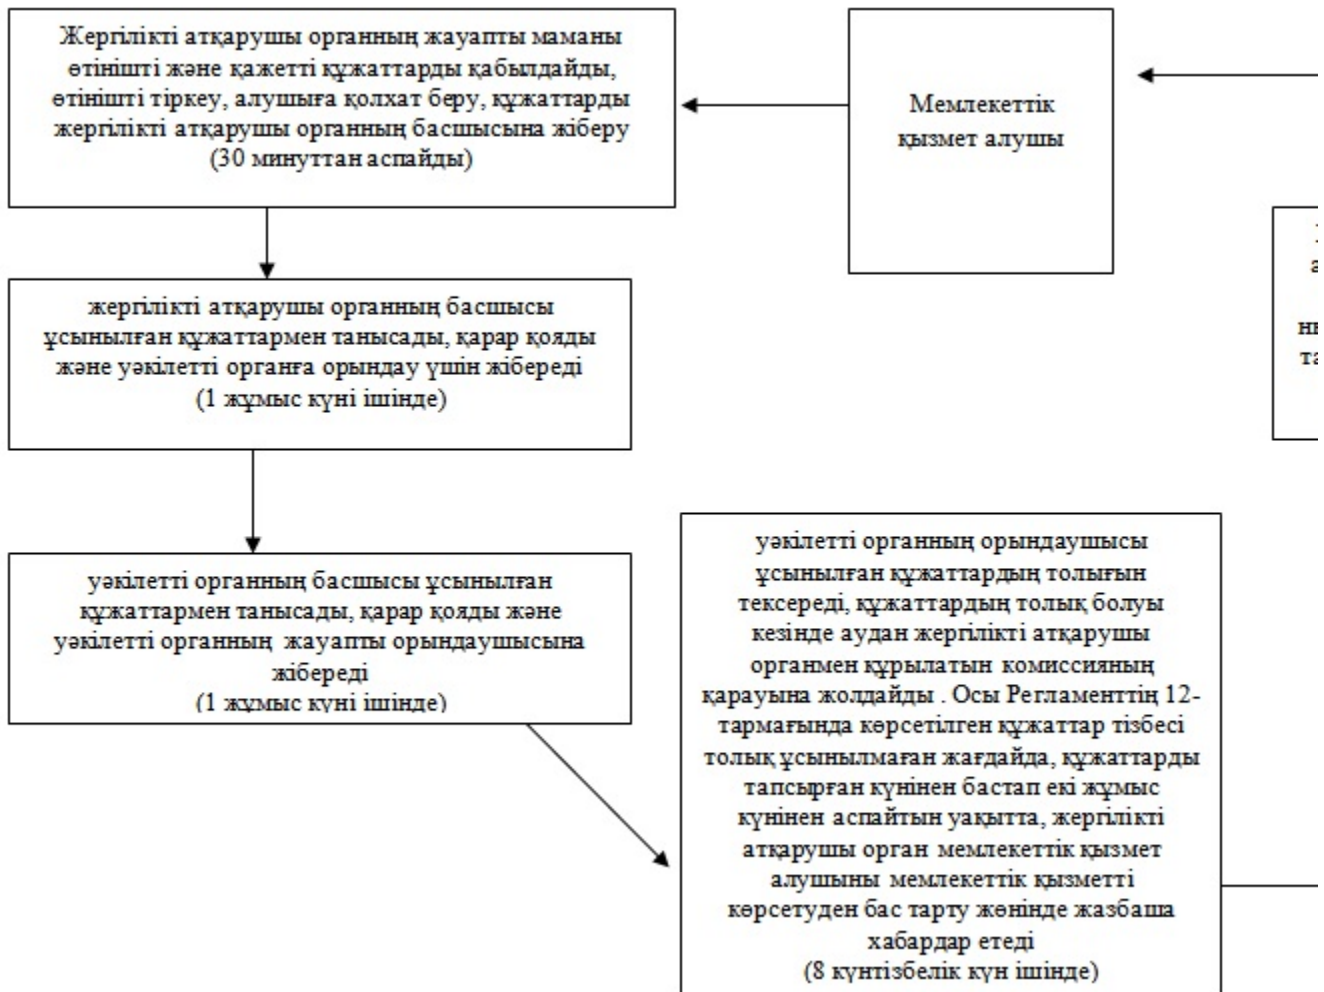 Жергілікті атқарушы органның жауапты маманы
өтінішті және қажетті құжаттарды қабылдайды,
өтінішті тіркеу, алушыға қолхат беру, құжаттарды
жергілікті атқарушы органның басшысына жіберу
(30 минуттан аспайды)
Мемлекеттік
қызмет алушы
жергілікті атқарушы органның басшысы
ұсынылған құжаттармен танысады, қарар қояды
және уәкілетті органға орындау үшін жібереді
(1 жұмыс күні ішінде)
уәкілетті органның басшысы ұсынылған
құжаттармен танысады, қарар қояды және
уәкілетті органның жауапты орындаушысына
жібереді
(1 жұмыс күні ішінде)
уәкілетті органның орындаушысы
ұсынылған құжаттардың толығын
тексереді, құжаттардың толық болуы
кезінде аудан жергілікті атқарушы
органмен құрылатын комиссияның
қарауына жолдайды . Осы Регламенттің 12-
тармағында көрсетілген құжаттар тізбесі
толық ұсынылмаған жағдайда, құжаттарды
тапсырған күнінен бастап екі жұмыс
күнінен аспайтын уақытта, жергілікті
атқарушы орган мемлекеттік қызмет
алушыны мемлекеттік қызметті
көрсетуден бас тарту жөнінде жазбаша
хабардар етеді
(8 күнтізбелік күн ішінде)